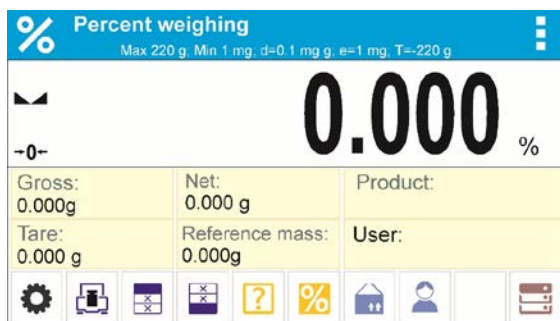 % Percent weighing
Max 220 g; Min 1 mg; d=0.1 mg g; e=1 mg; T=-220 g
→0←
0.000 %
Gross:
0.000g
Net:
0.000 g
Product:
Tare:
0.000 g
Reference mass:
0.000g
User:
? %